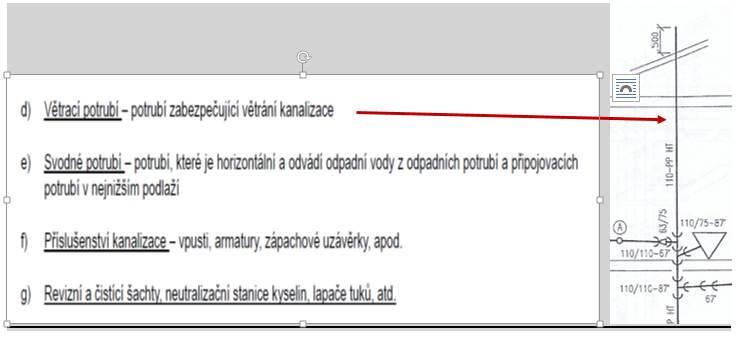 d) Větrací potrubí – potrubí zabezpečující větrání kanalizace
e) Svodné potrubí – potrubí, které je horizontální a odvádí odpadní vody z odpadních potrubí a připojovacích
potrubí v nejnižším podlaží
f) Příslušenství kanalizace – vpusti, armatury, zápachové uzávěrky, apod.
g) Revizní a čistící šachty, neutralizační stanice kyselin, lapače tuků, atd.
500
110-PP HT
63/75
110/75-87°
A
110/110-67°
110/110-87°
67°
P HT